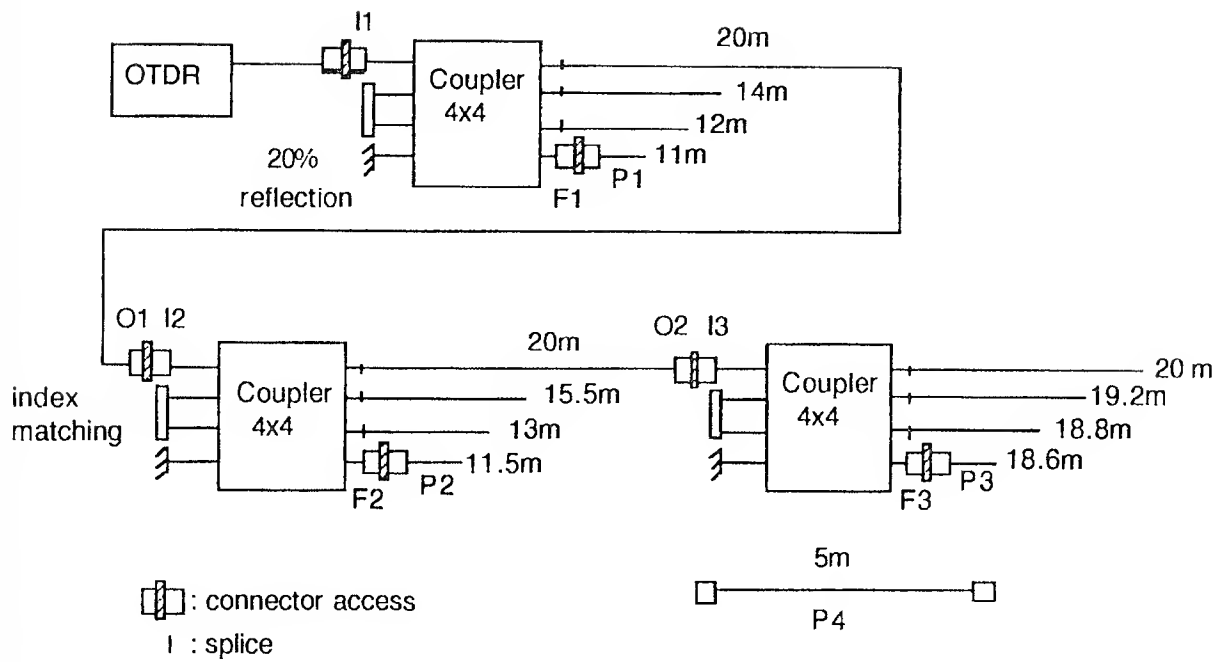 I1
20m
OTDR
Coupler
4x4
14m
12m
11m
20%
reflection
F1
P1
O1 I2
20m
O2 I3
Coupler
4x4
15.5m
13m
11.5m
index
matching
F2
P2
Coupler
4x4
20 m
19.2m
18.8m
18.6m
F3
P3
5m
P4
: connector access
: splice